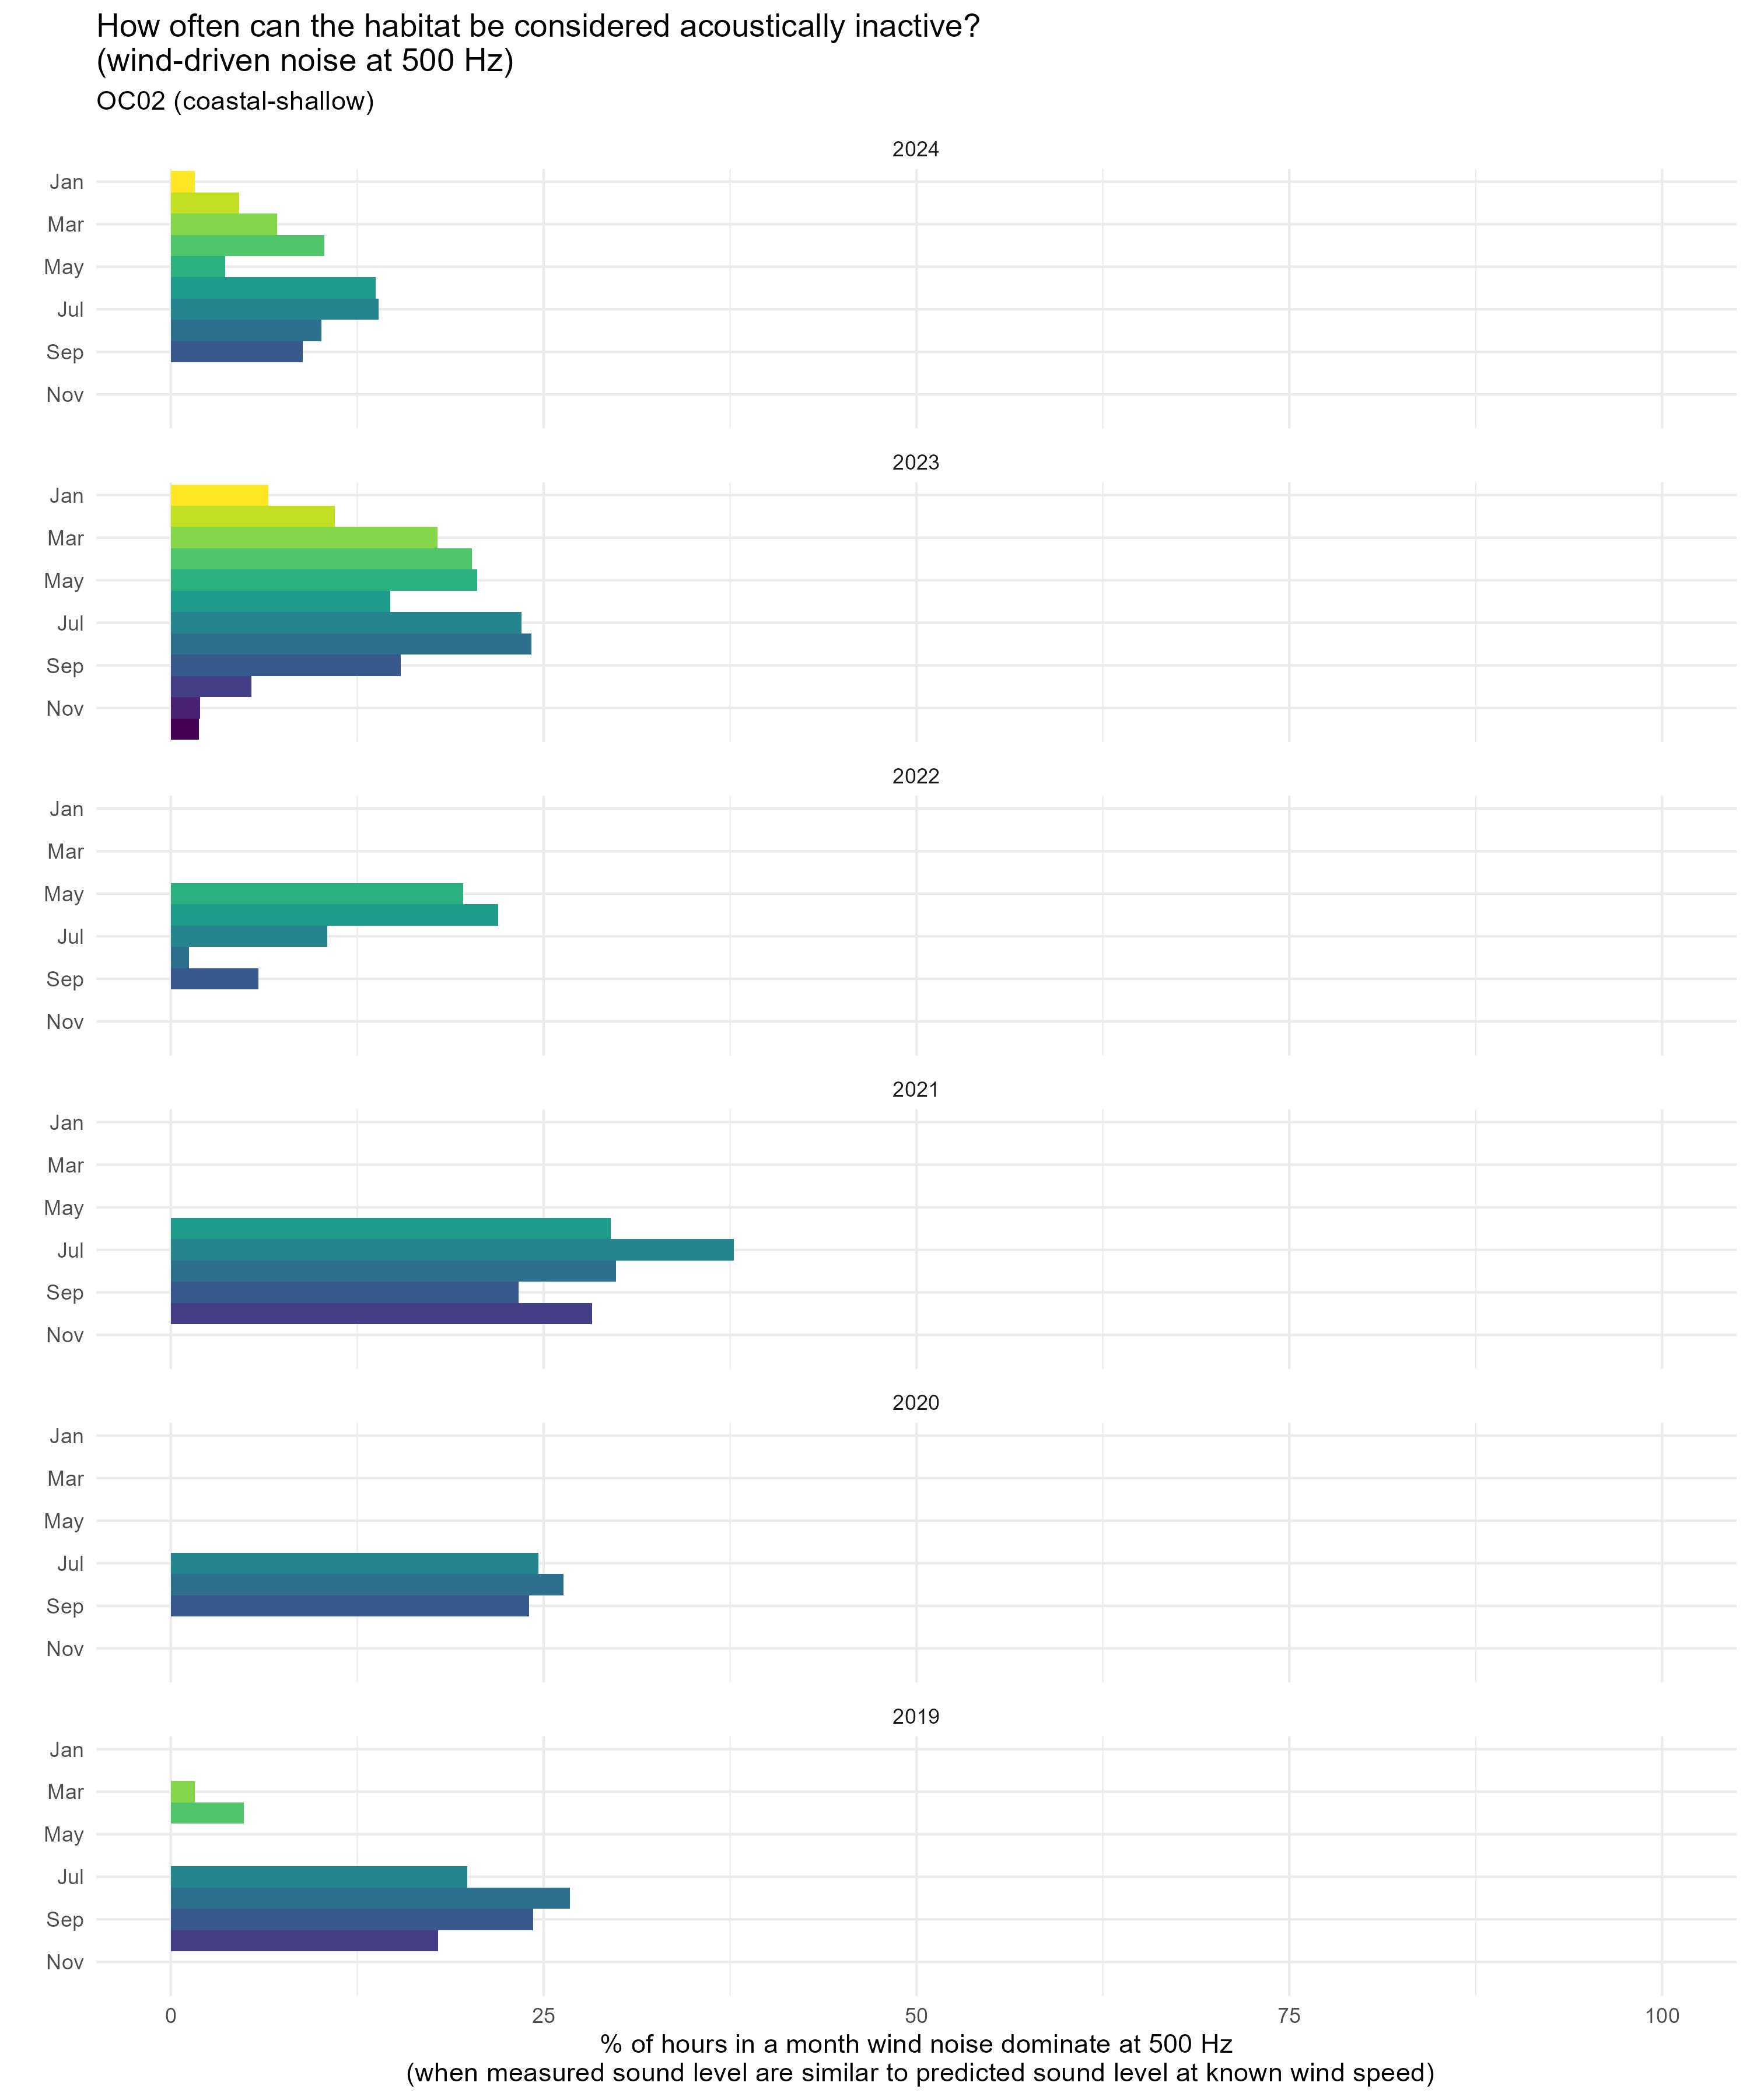 How often can the habitat be considered acoustically inactive?
(wind-driven noise at 500 Hz)
OC02 (coastal-shallow)
2024
Jan
Mar
May
Jul
Sep
Nov
2023
Jan
Mar
May
Jul
Sep
Nov
2022
Jan
Mar
May
Jul
Sep
Nov
2021
Jan
Mar
May
Jul
Sep
Nov
2020
Jan
Mar
May
Jul
Sep
Nov
2019
Jan
Mar
May
Jul
Sep
Nov
0 25 50 75 100
% of hours in a month wind noise dominate at 500 Hz
(when measured sound level are similar to predicted sound level at known wind speed)